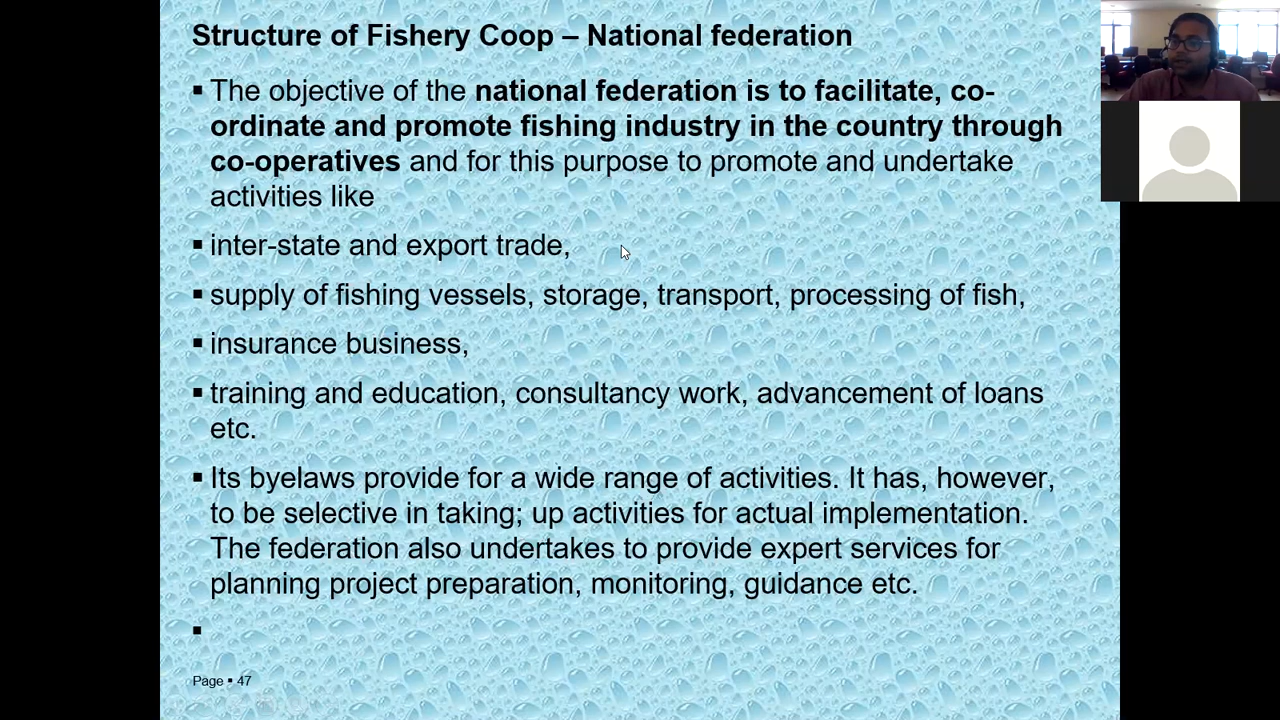 Structure of Fishery Coop – National federation
▪ The objective of the national federation is to facilitate, co-
ordinate and promote fishing industry in the country through
co-operatives and for this purpose to promote and undertake
activities like
▪ inter-state and export trade,
▪ supply of fishing vessels, storage, transport, processing of fish,
▪ insurance business,
▪ training and education, consultancy work, advancement of loans
etc.
▪ Its byelaws provide for a wide range of activities. It has, however,
to be selective in taking; up activities for actual implementation.
The federation also undertakes to provide expert services for
planning project preparation, monitoring, guidance etc.
▪
Page ▪ 47